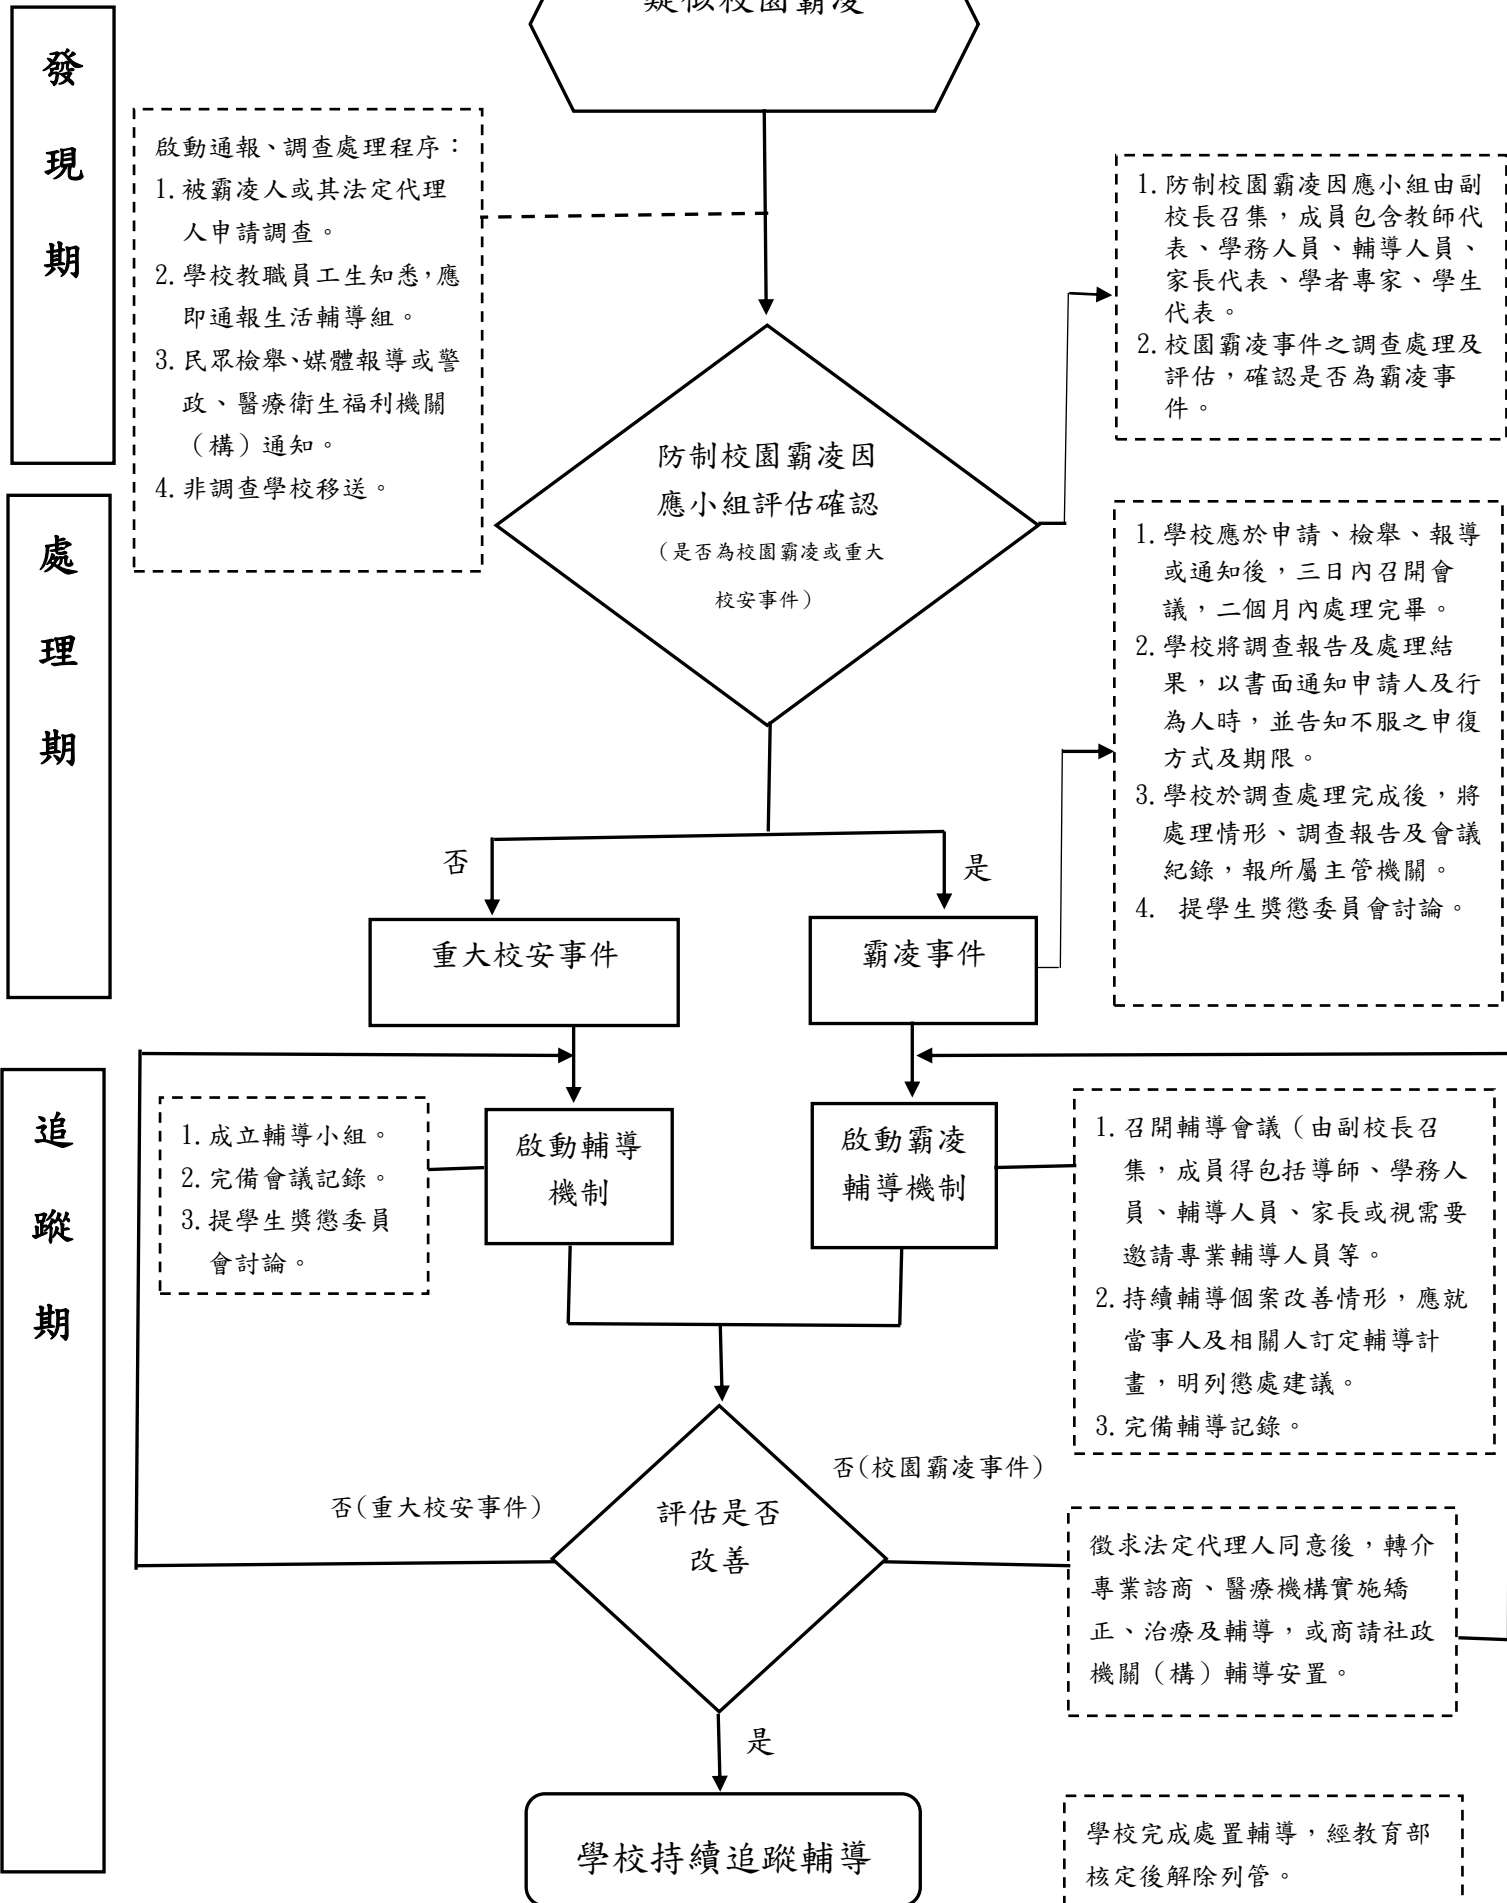 疑似校園霸凌
發
現
期
啟動通報、調查處理程序：
1.被霸凌人或其法定代理
人申請調查。
2.學校教職員工生知悉，應
即通報生活輔導組。
3.民眾檢舉、媒體報導或警
政、醫療衛生福利機關
（構）通知。
4.非調查學校移送。
1.防制校園霸凌因應小組由副
校長召集，成員包含教師代
表、學務人員、輔導人員、
家長代表、學者專家、學生
代表。
2.校園霸凌事件之調查處理及
評估，確認是否為霸凌事
件。
防制校園霸凌因
應小組評估確認
（是否為校園霸凌或重大
校安事件）
處
理
期
1.學校應於申請、檢舉、報導
或通知後，三日內召開會
議，二個月內處理完畢。
2.學校將調查報告及處理結
果，以書面通知申請人及行
為人時，並告知不服之申復
方式及期限。
3.學校於調查處理完成後，將
處理情形、調查報告及會議
紀錄，報所屬主管機關。
4. 提學生獎懲委員會討論。
否
是
重大校安事件
霸凌事件
追
蹤
期
1.成立輔導小組。
2.完備會議記錄。
3.提學生獎懲委員
會討論。
啟動輔導
機制
啟動霸凌
輔導機制
1.召開輔導會議（由副校長召
集，成員得包括導師、學務人
員、輔導人員、家長或視需要
邀請專業輔導人員等。
2.持續輔導個案改善情形，應就
當事人及相關人訂定輔導計
畫，明列懲處建議。
3.完備輔導記錄。
否(重大校安事件)
否(校園霸凌事件)
評估是否
改善
徵求法定代理人同意後，轉介
專業諮商、醫療機構實施矯
正、治療及輔導，或商請社政
機關（構）輔導安置。
是
學校持續追蹤輔導
學校完成處置輔導，經教育部
核定後解除列管。